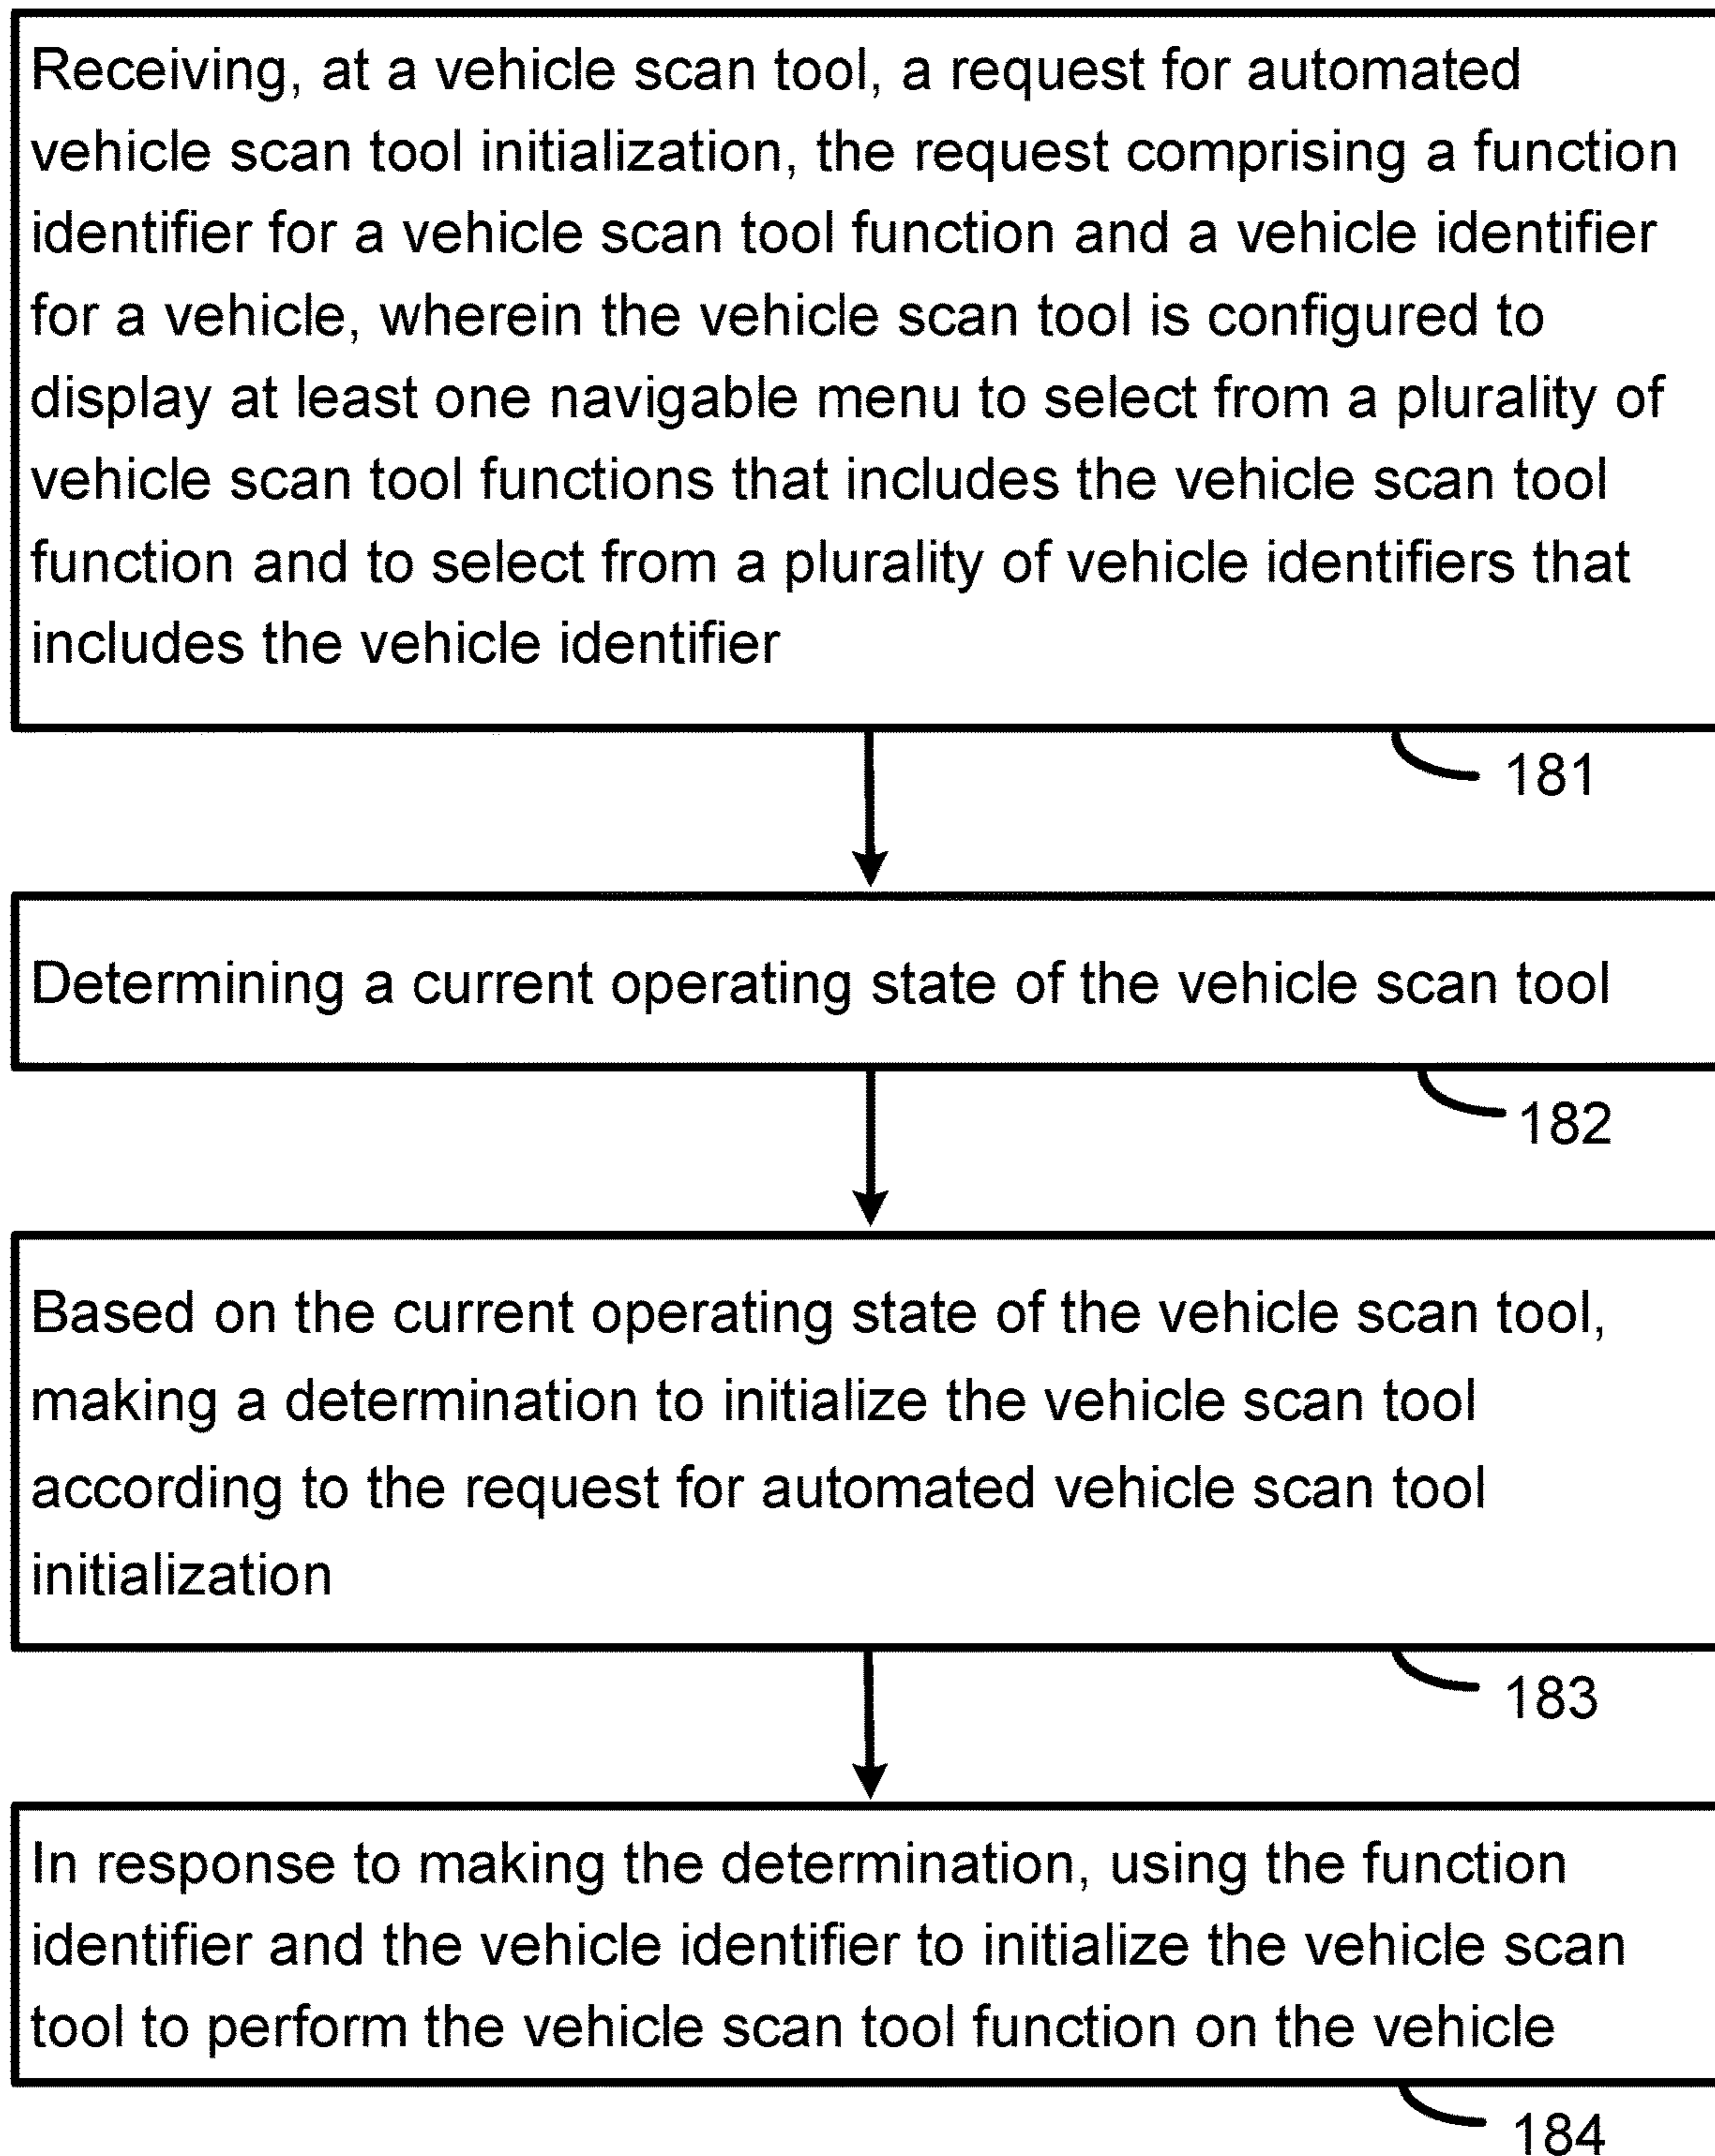 Receiving, at a vehicle scan tool, a request for automated
vehicle scan tool initialization, the request comprising a function
identifier for a vehicle scan tool function and a vehicle identifier
for a vehicle, wherein the vehicle scan tool is configured to
display at least one navigable menu to select from a plurality of
vehicle scan tool functions that includes the vehicle scan tool
function and to select from a plurality of vehicle identifiers that
includes the vehicle identifier
181
Determining a current operating state of the vehicle scan tool
182
Based on the current operating state of the vehicle scan tool,
making a determination to initialize the vehicle scan tool
according to the request for automated vehicle scan tool
initialization
183
In response to making the determination, using the function
identifier and the vehicle identifier to initialize the vehicle scan
tool to perform the vehicle scan tool function on the vehicle
184